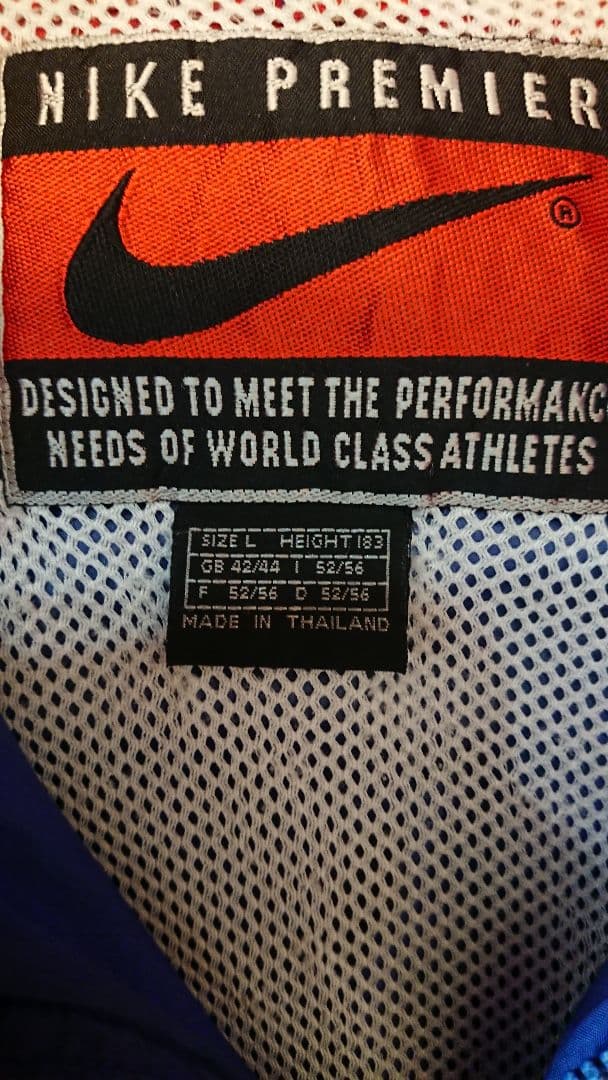 NIKE PREMIER
®
DESIGNED TO MEET THE PERFORMANC
NEEDS OF WORLD CLASS ATHLETES
SIZE L HEIGHT 183
GB 42/44 I 52/56
F 52/56 D 52/56
MADE IN THAILAND